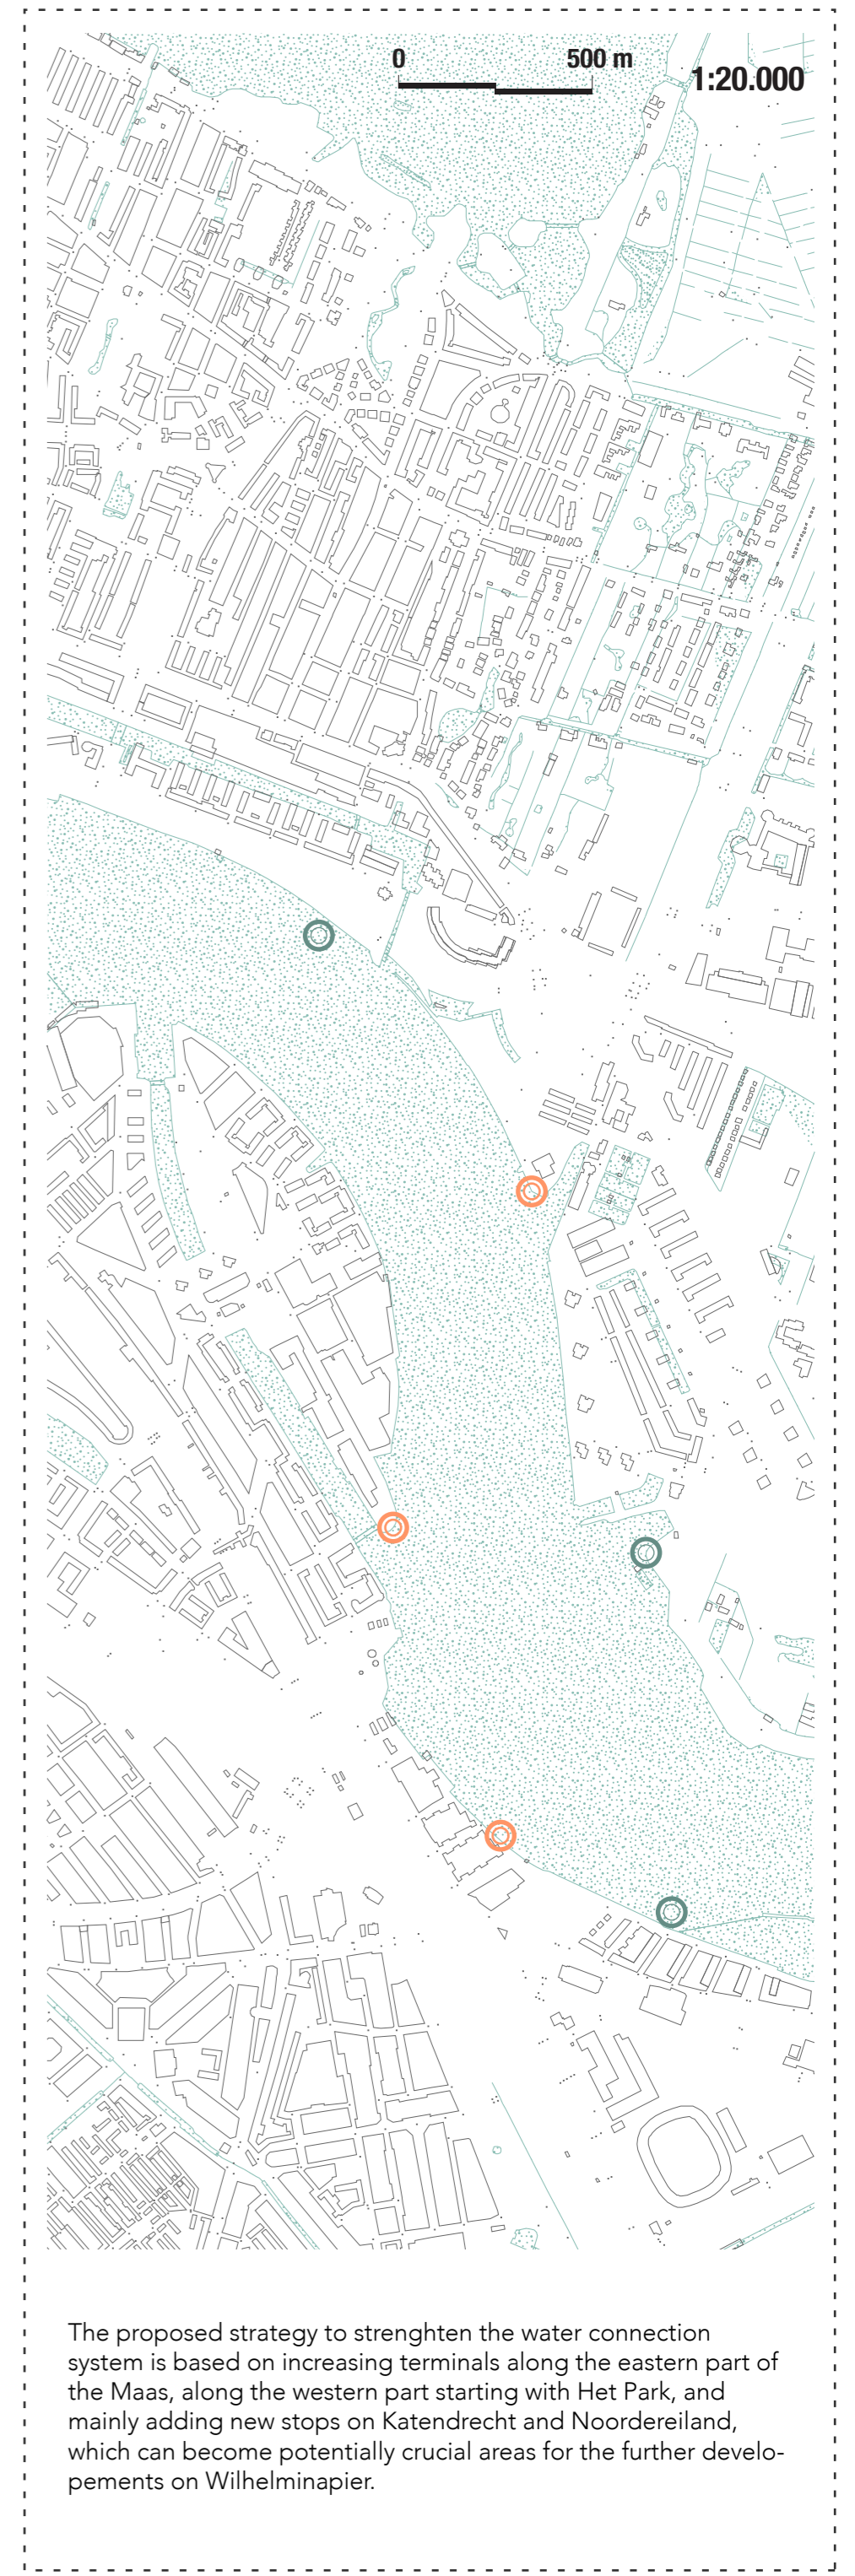 0 500 m
1:20.000
The proposed strategy to strenghten the water connection
system is based on increasing terminals along the eastern part of
the Maas, along the western part starting with Het Park, and
mainly adding new stops on Katendrecht and Noordereiland,
which can become potentially crucial areas for the further develo-
pements on Wilhelminapier.